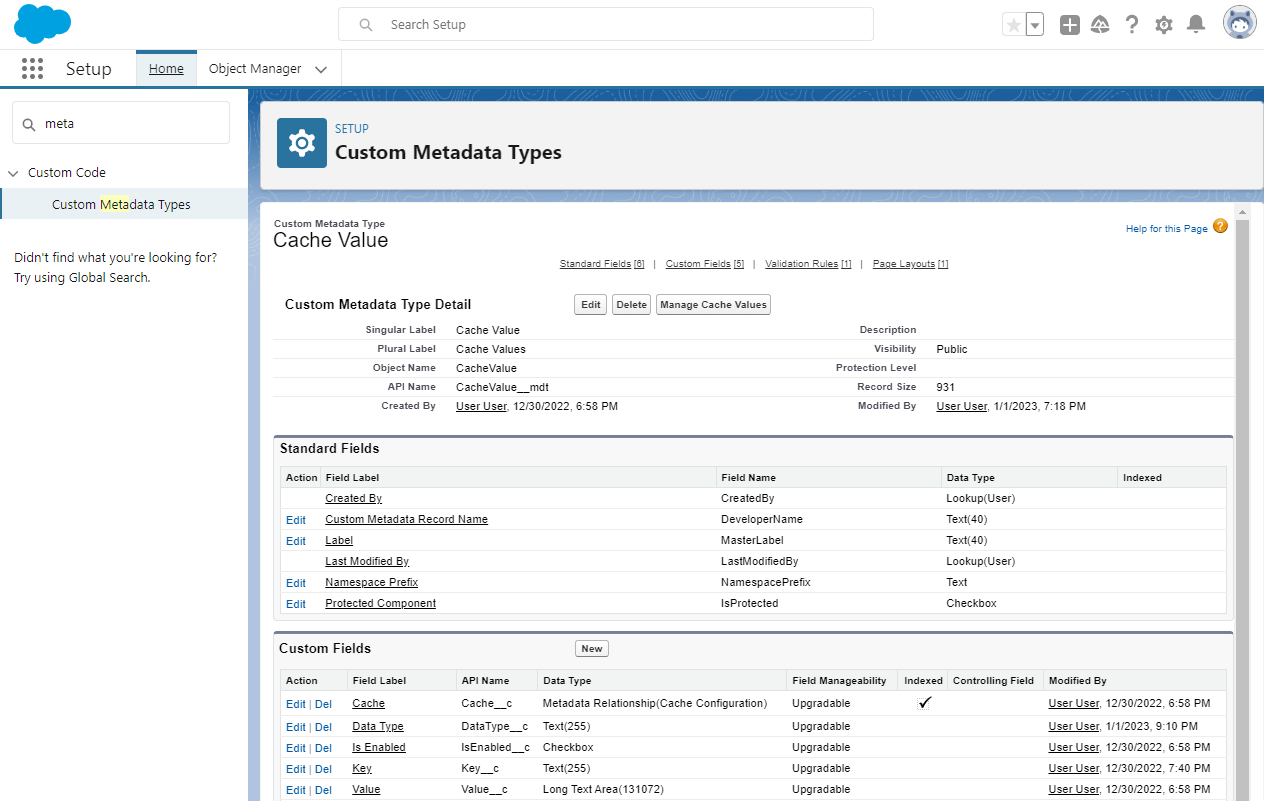 Search Setup
Setup
Home
Object Manager
meta
Custom Code
Custom Metadata Types
Didn't find what you're looking for?
Try using Global Search.
SETUP
Custom Metadata Types
Custom Metadata Type
Cache Value
Help for this Page
Standard Fields [6] | Custom Fields [5] | Validation Rules [1] | Page Layouts [1]
Custom Metadata Type Detail Edit Delete Manage Cache Values
Singular Label Cache Value Description
Plural Label Cache Values Visibility Public
Object Name CacheValue Protection Level
API Name CacheValue__mdt Record Size 931
Created By User User, 12/30/2022, 6:58 PM Modified By User User, 1/1/2023, 7:18 PM
Standard Fields
Action Field Label Field Name Data Type Indexed
Created By CreatedBy Lookup(User)
Edit Custom Metadata Record Name DeveloperName Text(40)
Edit Label MasterLabel Text(40)
Last Modified By LastModifiedBy Lookup(User)
Edit Namespace Prefix NamespacePrefix Text
Edit Protected Component IsProtected Checkbox
Custom Fields New
Action Field Label API Name Data Type Field Manageability Indexed Controlling Field Modified By
Edit | Del Cache Cache__c Metadata Relationship(Cache Configuration) Upgradable ✓ User User, 12/30/2022, 6:58 PM
Edit | Del Data Type DataType__c Text(255) Upgradable User User, 1/1/2023, 9:10 PM
Edit | Del Is Enabled IsEnabled__c Checkbox Upgradable User User, 12/30/2022, 6:58 PM
Edit | Del Key Key__c Text(255) Upgradable User User, 12/30/2022, 7:40 PM
Edit | Del Value Value__c Long Text Area(131072) Upgradable User User, 12/30/2022, 6:58 PM